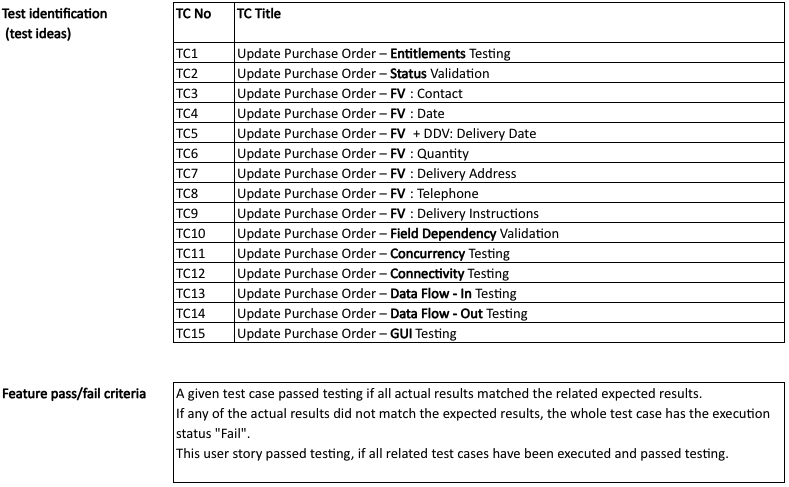 Test identification
(test ideas)
TC No TC Title
TC1 Update Purchase Order – Entitlements Testing
TC2 Update Purchase Order – Status Validation
TC3 Update Purchase Order – FV : Contact
TC4 Update Purchase Order – FV : Date
TC5 Update Purchase Order – FV + DDV: Delivery Date
TC6 Update Purchase Order – FV : Quantity
TC7 Update Purchase Order – FV : Delivery Address
TC8 Update Purchase Order – FV : Telephone
TC9 Update Purchase Order – FV : Delivery Instructions
TC10 Update Purchase Order – Field Dependency Validation
TC11 Update Purchase Order – Concurrency Testing
TC12 Update Purchase Order – Connectivity Testing
TC13 Update Purchase Order – Data Flow - In Testing
TC14 Update Purchase Order – Data Flow - Out Testing
TC15 Update Purchase Order – GUI Testing
Feature pass/fail criteria
A given test case passed testing if all actual results matched the related expected results.
If any of the actual results did not match the expected results, the whole test case has the execution
status "Fail".
This user story passed testing, if all related test cases have been executed and passed testing.